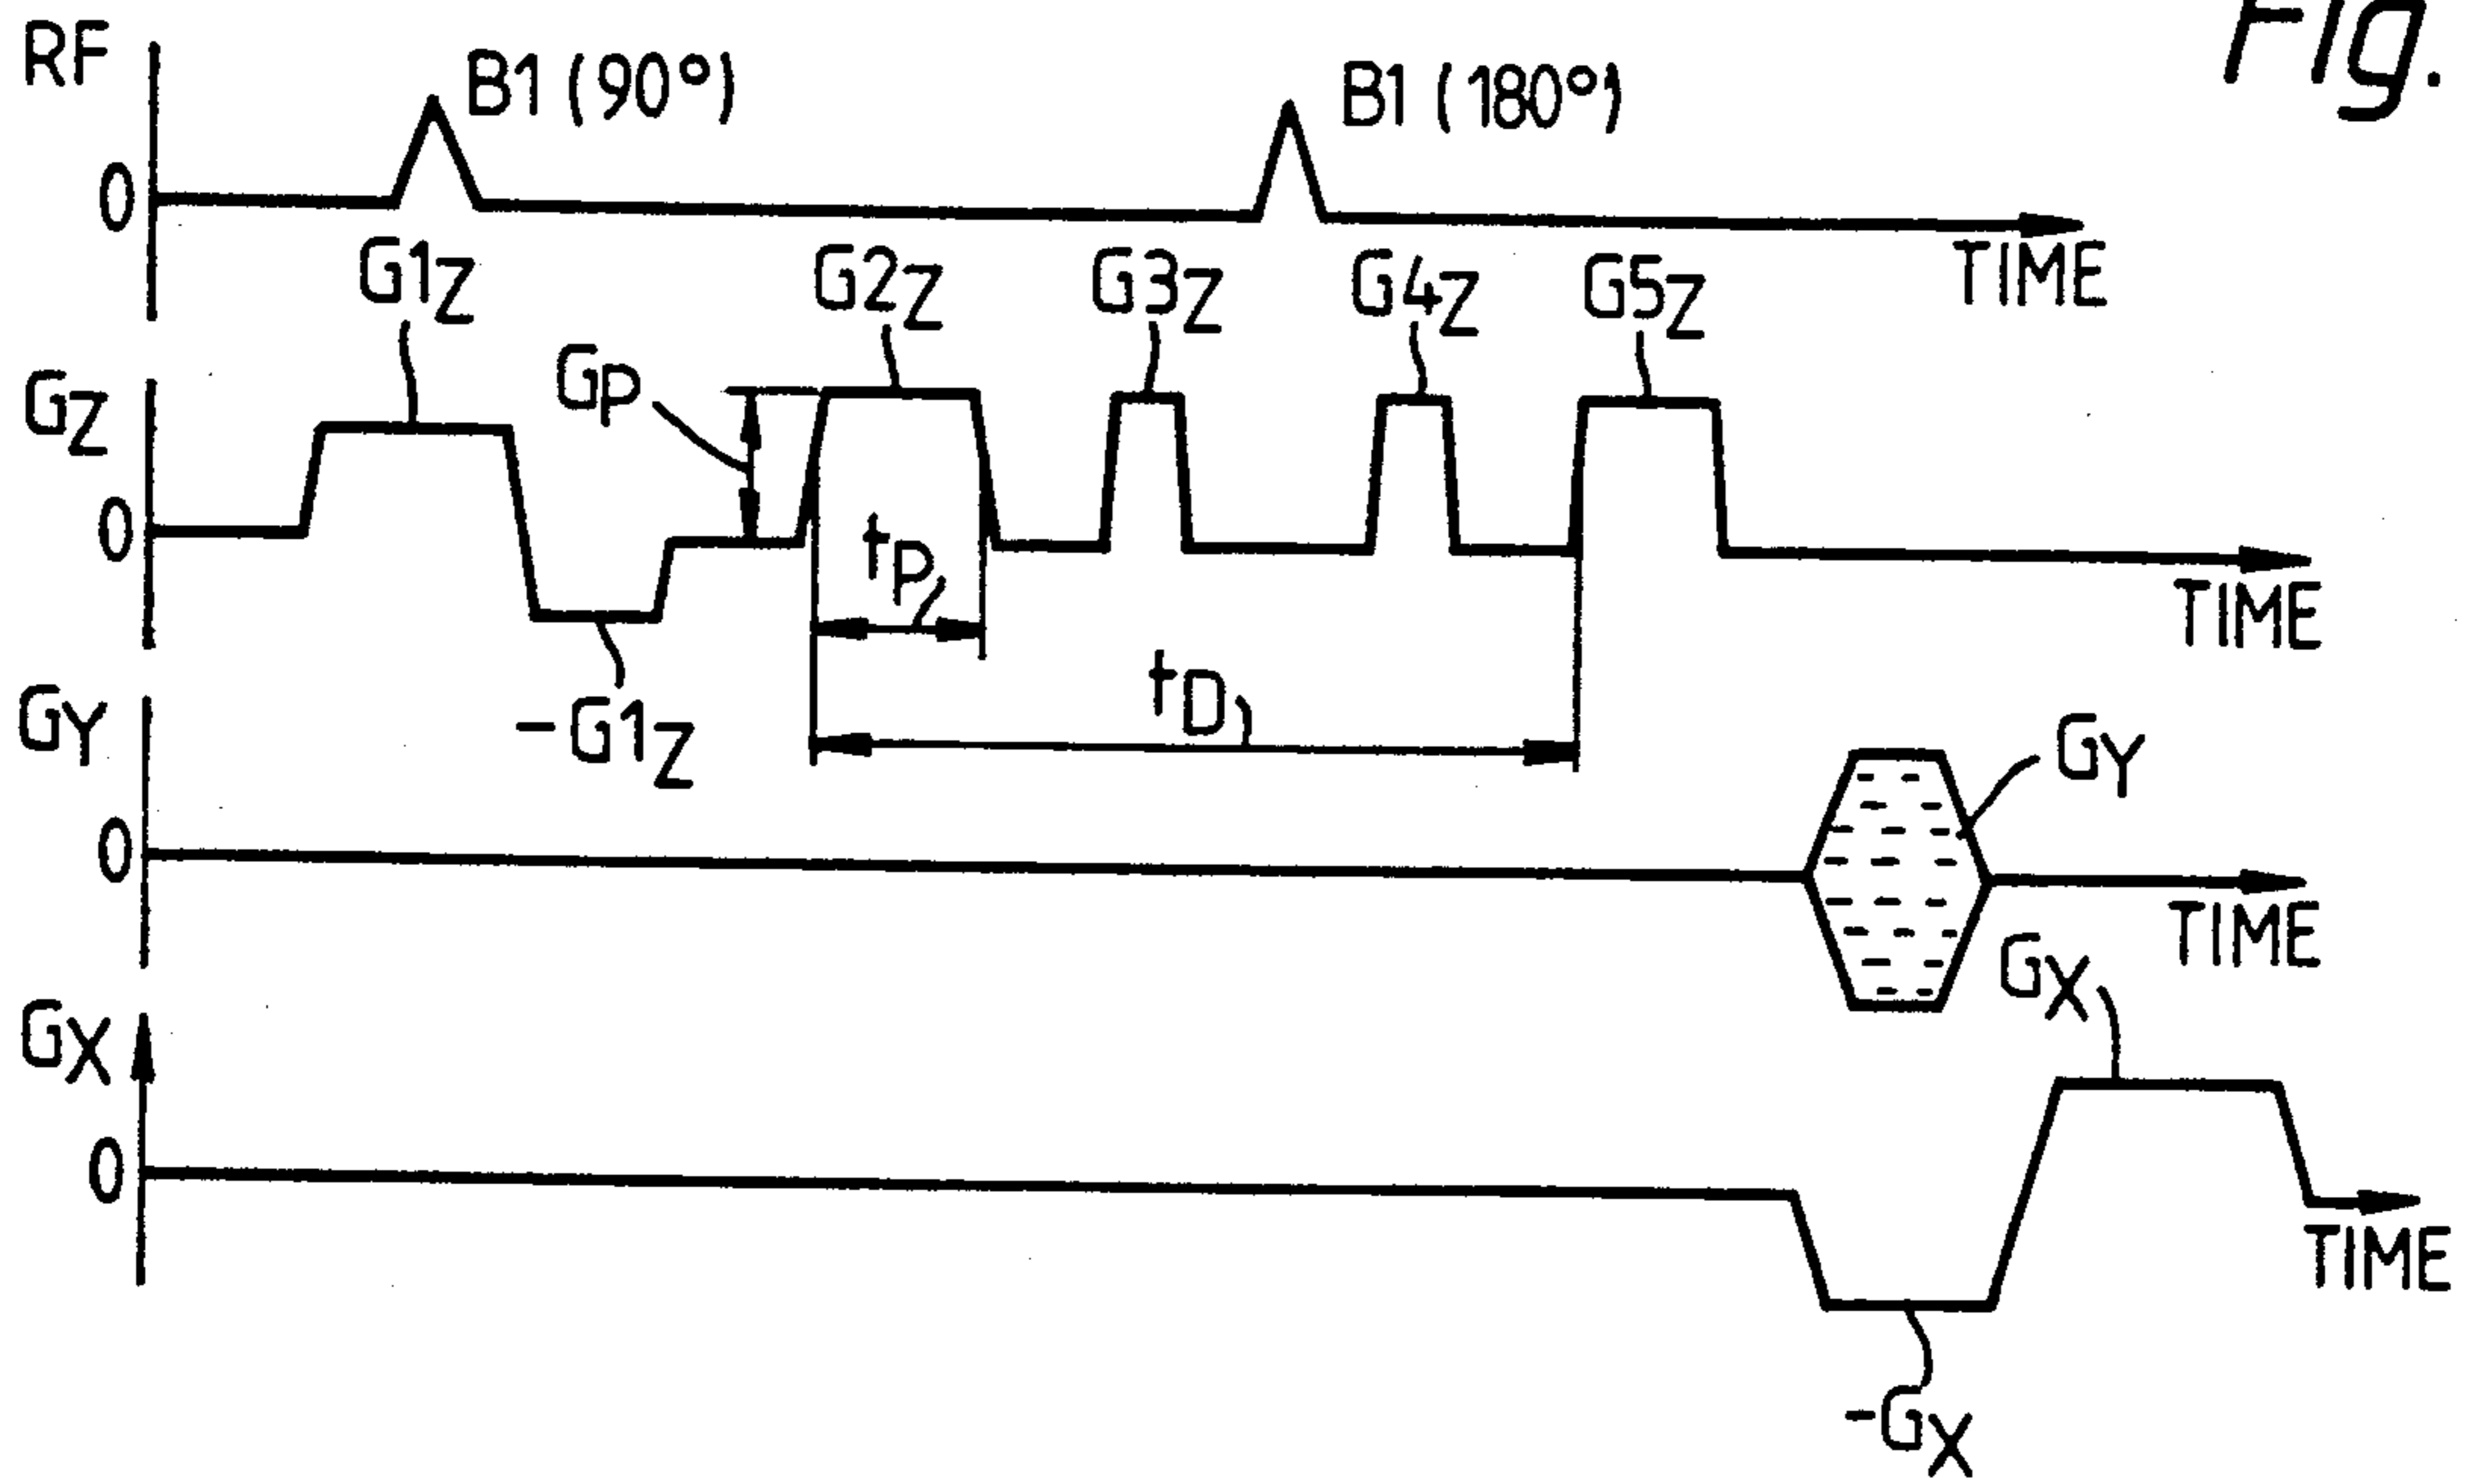 Fig.
RF
B1 (90°)
B1 (180°)
0
TIME
G1Z
G2Z
G3Z
G4Z
G5Z
GZ
GP
0
tP
TIME
-G1Z
tD
GY
GY
0
TIME
GX
GX
0
TIME
-GX